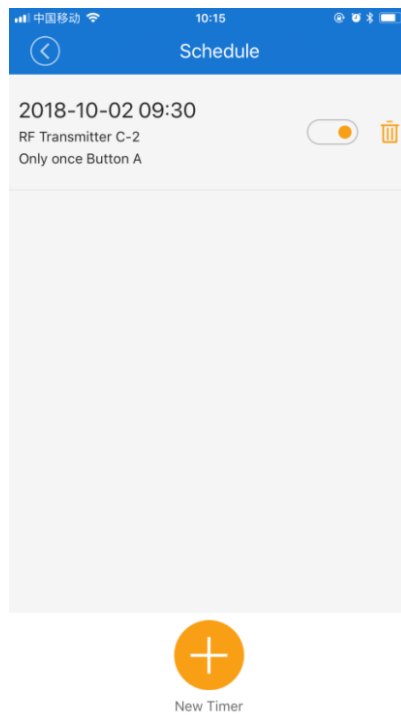 中国移动 10:15
Schedule
2018-10-02 09:30
RF Transmitter C-2
Only once Button A
New Timer